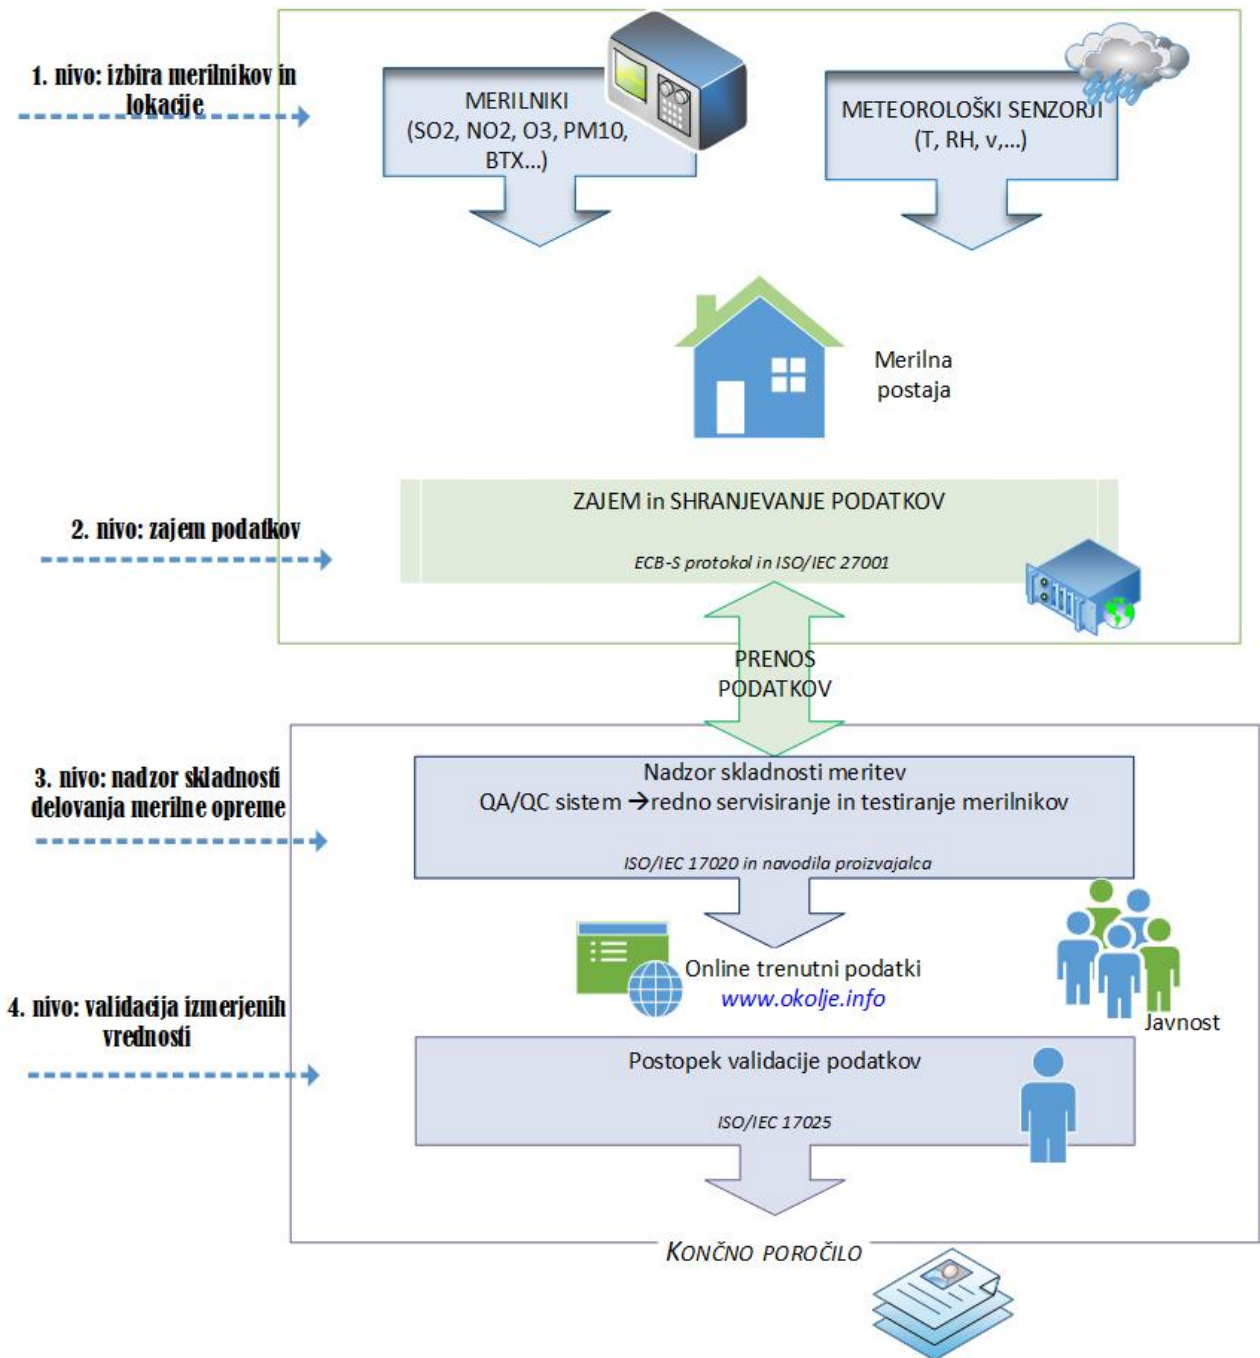 1. nivo: izbira merilnikov in
lokacije
MERILNIKI
(SO2, NO2, O3, PM10,
BTX...)
METEOROLOŠKI SENZORJI
(T, RH, v,...)
Merilna
postaja
2. nivo: zajem podatkov
ZAJEM in SHRANJEVANJE PODATKOV
ECB-S protokol in ISO/IEC 27001
PRENOS
PODATKOV
3. nivo: nadzor skladnosti
delovanja merilne opreme
Nadzor skladnosti meritev
QA/QC sistem →redno servisiranje in testiranje merilnikov
ISO/IEC 17020 in navodila proizvajalca
Online trenutni podatki
www.okolje.info
Javnost
4. nivo: validacija izmerjenih
vrednosti
Postopek validacije podatkov
ISO/IEC 17025
KONČNO POROČILO